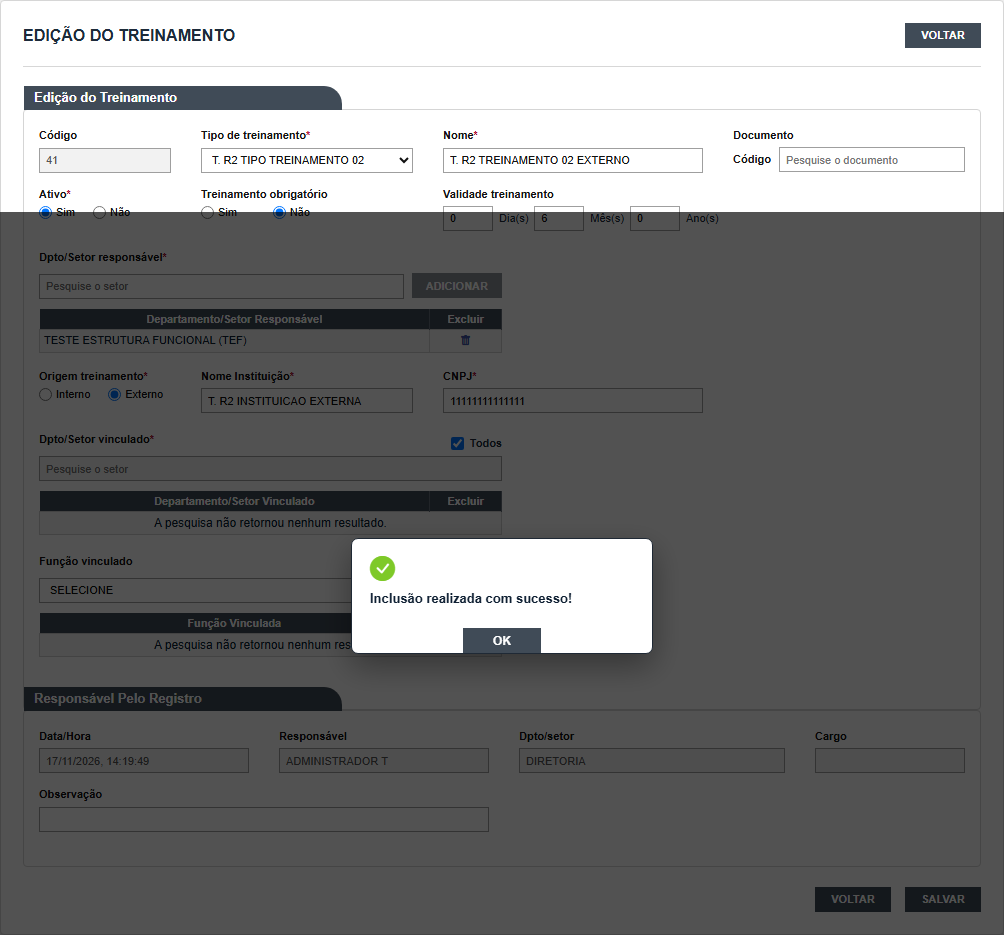 EDIÇÃO DO TREINAMENTO VOLTAR
Edição do Treinamento
Código Tipo de treinamento* Nome* Documento
41 T. R2 TIPO TREINAMENTO 02 T. R2 TREINAMENTO 02 EXTERNO Código Pesquise o documento
Ativo* Treinamento obrigatório Validade treinamento
Sim Não Sim Não 0 Dia(s) 6 Mês(s) 0 Ano(s)
Dpto/Setor responsável*
Pesquise o setor ADICIONAR
Departamento/Setor Responsável Excluir
TESTE ESTRUTURA FUNCIONAL (TEF)
Origem treinamento* Nome Instituição* CNPJ*
Interno Externo T. R2 INSTITUICAO EXTERNA 11111111111111
Dpto/Setor vinculado* Todos
Pesquise o setor
Departamento/Setor Vinculado Excluir
A pesquisa não retornou nenhum resultado.
Função vinculado
SELECIONE
Inclusão realizada com sucesso!
Função Vinculada
A pesquisa não retornou nenhum res
OK
Responsável Pelo Registro
Data/Hora Responsável Dpto/setor Cargo
17/11/2026, 14:19:49 ADMINISTRADOR T DIRETORIA
Observação
VOLTAR SALVAR